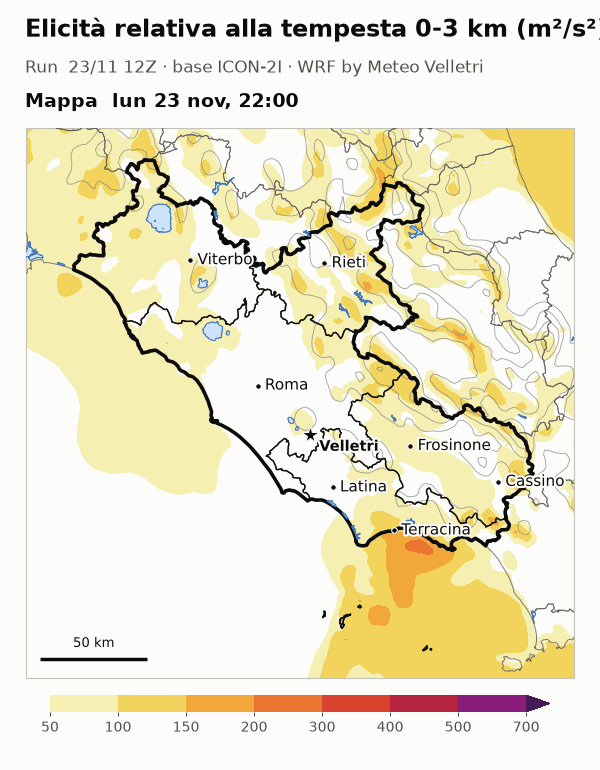 Elicità relativa alla tempesta 0-3 km (m²/s²)
Run 23/11 12Z · base ICON-2I · WRF by Meteo Velletri
Mappa lun 23 nov, 22:00
Viterbo
Rieti
Roma
Velletri
Frosinone
Cassino
Latina
Terracina
50 km
50 100 150 200 300 400 500 700